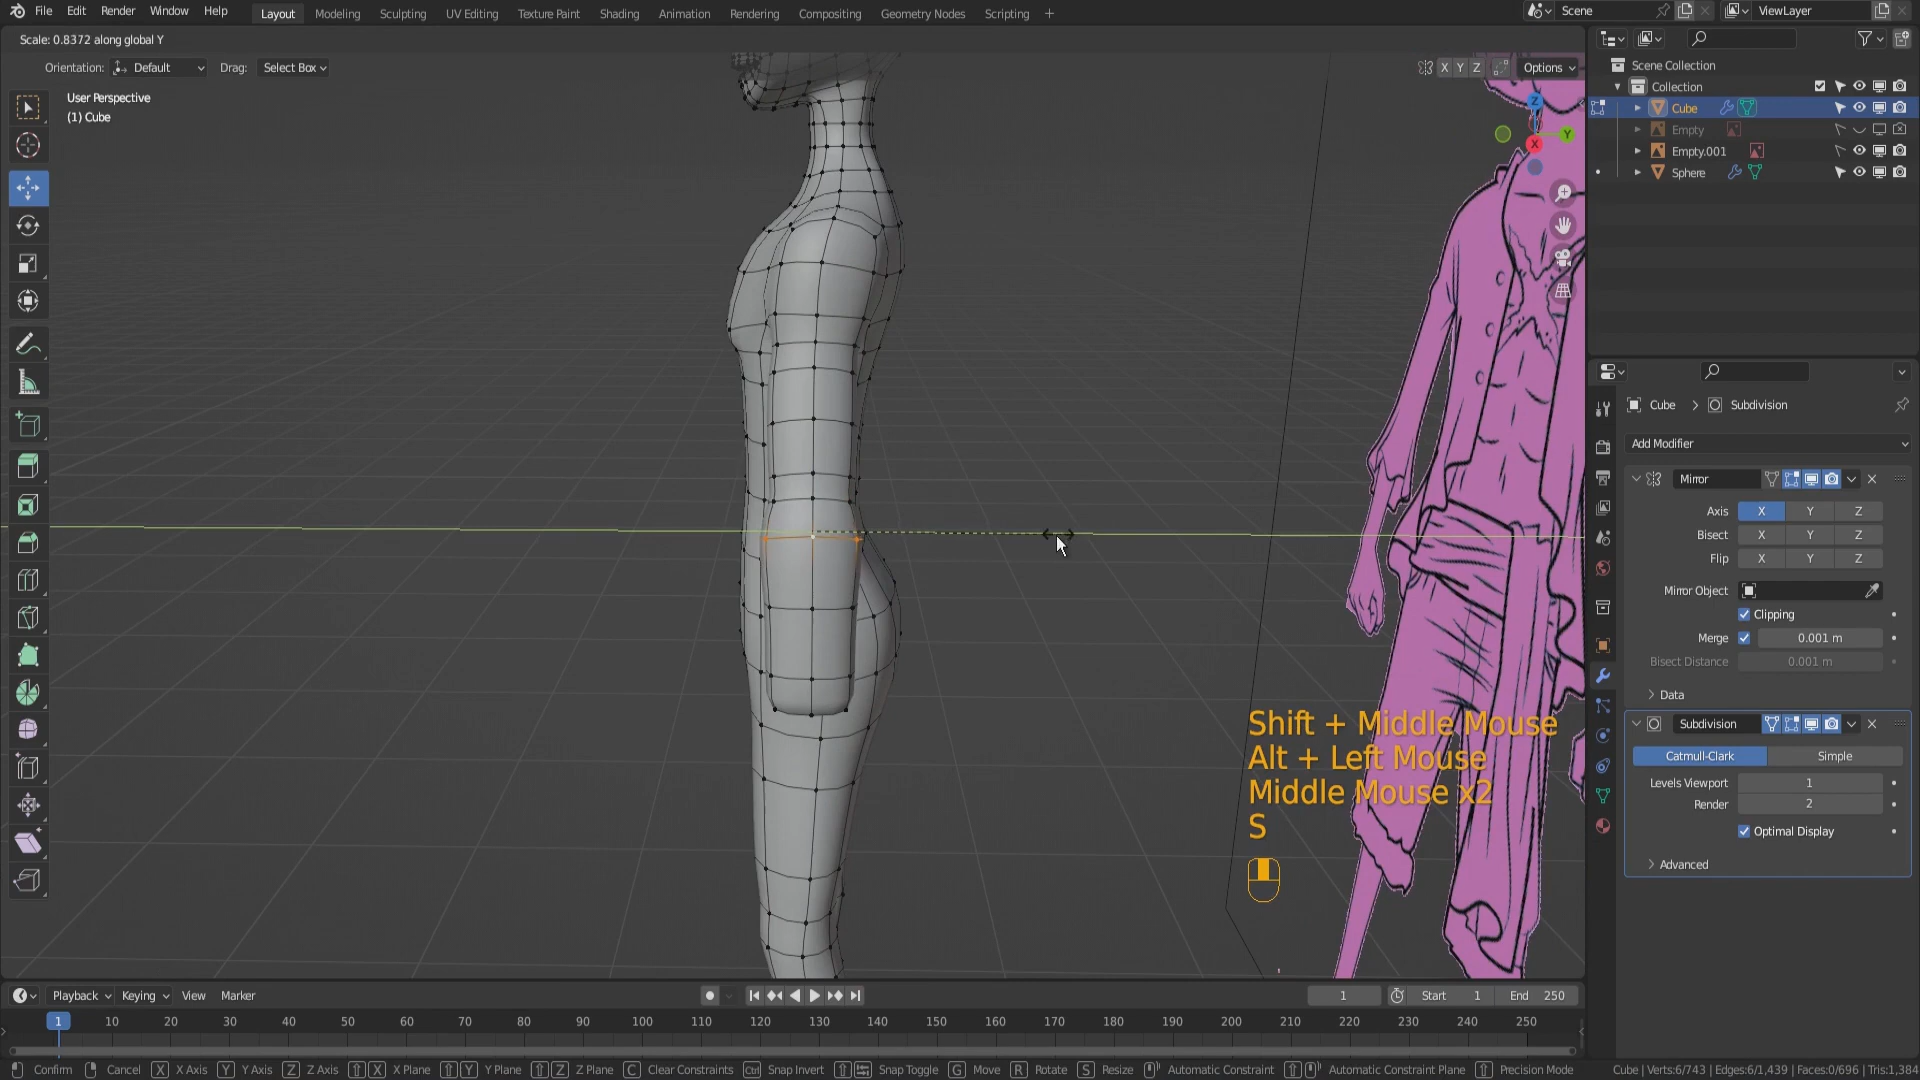 File Edit Render Window Help Layout Modeling Sculpting UV Editing Texture Paint Shading Animation Rendering Compositing Geometry Nodes Scripting + Scene ViewLayer
Scale: 0.8372 along global Y
Orientation: Default Drag: Select Box X Y Z Options
User Perspective
(1) Cube
Z
Y
X
Scene Collection
Collection
Cube
Empty
Empty.001
Sphere
Cube > Subdivision
Add Modifier
Mirror
Axis X Y Z
Bisect X Y Z
Flip X Y Z
Mirror Object
Clipping
Merge 0.001 m
Bisect Distance 0.001 m
Data
Subdivision
Catmull-Clark Simple
Levels Viewport 1
Render 2
Optimal Display
Advanced
Shift + Middle Mouse
Alt + Left Mouse
Middle Mouse x2
S
Playback Keying View Marker 1 Start 1 End 250
1 10 20 30 40 50 60 70 80 90 100 110 120 130 140 150 160 170 180 190 200 210 220 230 240 250
Confirm Cancel X X Axis Y Y Axis Z Z Axis X X Plane Y Y Plane Z Z Plane C Clear Constraints Ctrl Snap Invert Snap Toggle G Move R Rotate S Resize Automatic Constraint Automatic Constraint Plane Precision Mode Cube | Verts:6/743 | Edges:6/1,439 | Faces:0/696 | Tris:1,384